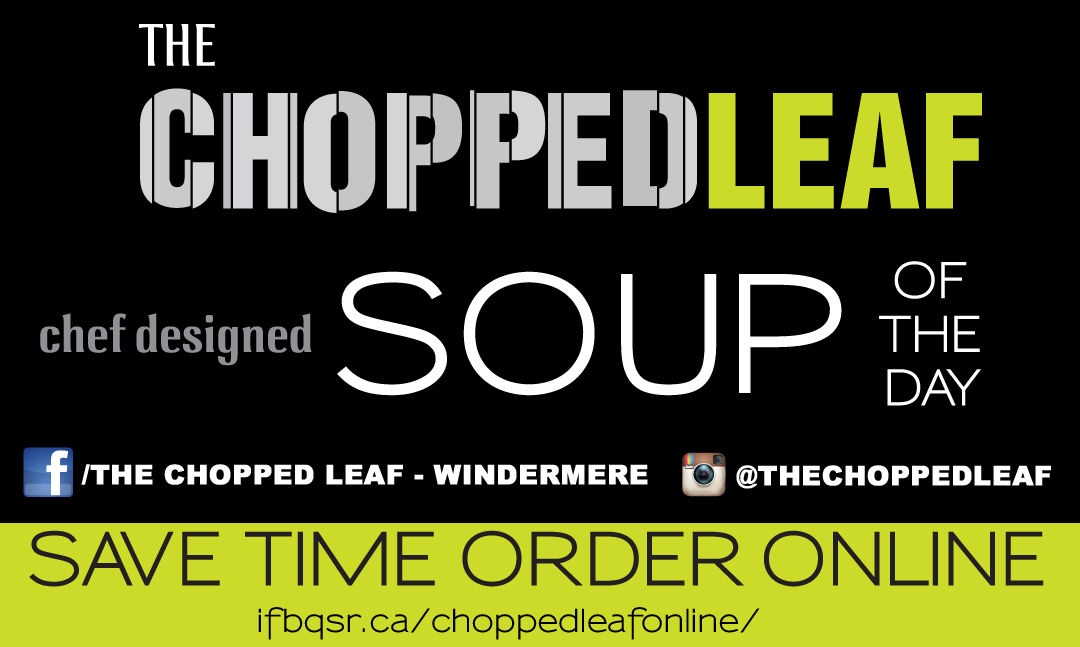 THE
CHOPPEDLEAF
chef designed SOUP OF THE DAY
/THE CHOPPED LEAF - WINDERMERE
@THECHOPPEDLEAF
SAVE TIME ORDER ONLINE
ifbqsr.ca/choppedleafonline/